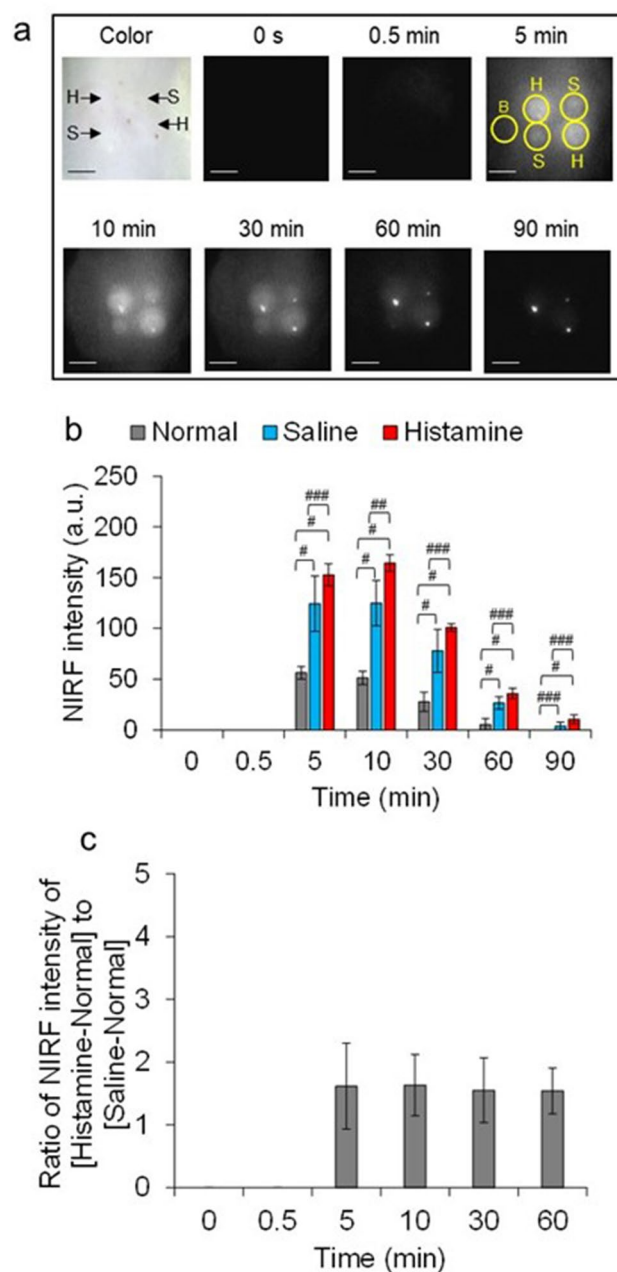 a
Color 0 s 0.5 min 5 min
H S
S H
B H S
S H
10 min 30 min 60 min 90 min
b Normal Saline Histamine
NIRF intensity (a.u.)
250
200
150
100
50
0
### ## ### ### ###
# # # # #
# # # # ###
0 0.5 5 10 30 60 90
Time (min)
c
Ratio of NIRF intensity of
[Histamine-Normal] to
[Saline-Normal]
5
4
3
2
1
0
0 0.5 5 10 30 60
Time (min)